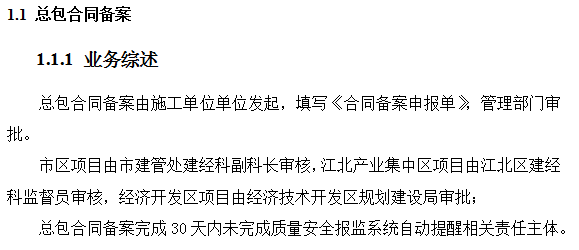 1.1 总包合同备案
1.1.1 业务综述
总包合同备案由施工单位单位发起，填写《合同备案申报单》，管理部门审
批。
市区项目由市建管处建经科副科长审核，江北产业集中区项目由江北区建经
科监督员审核，经济开发区项目由经济技术开发区规划建设局审批；
总包合同备案完成 30 天内未完成质量安全报监系统自动提醒相关责任主体。